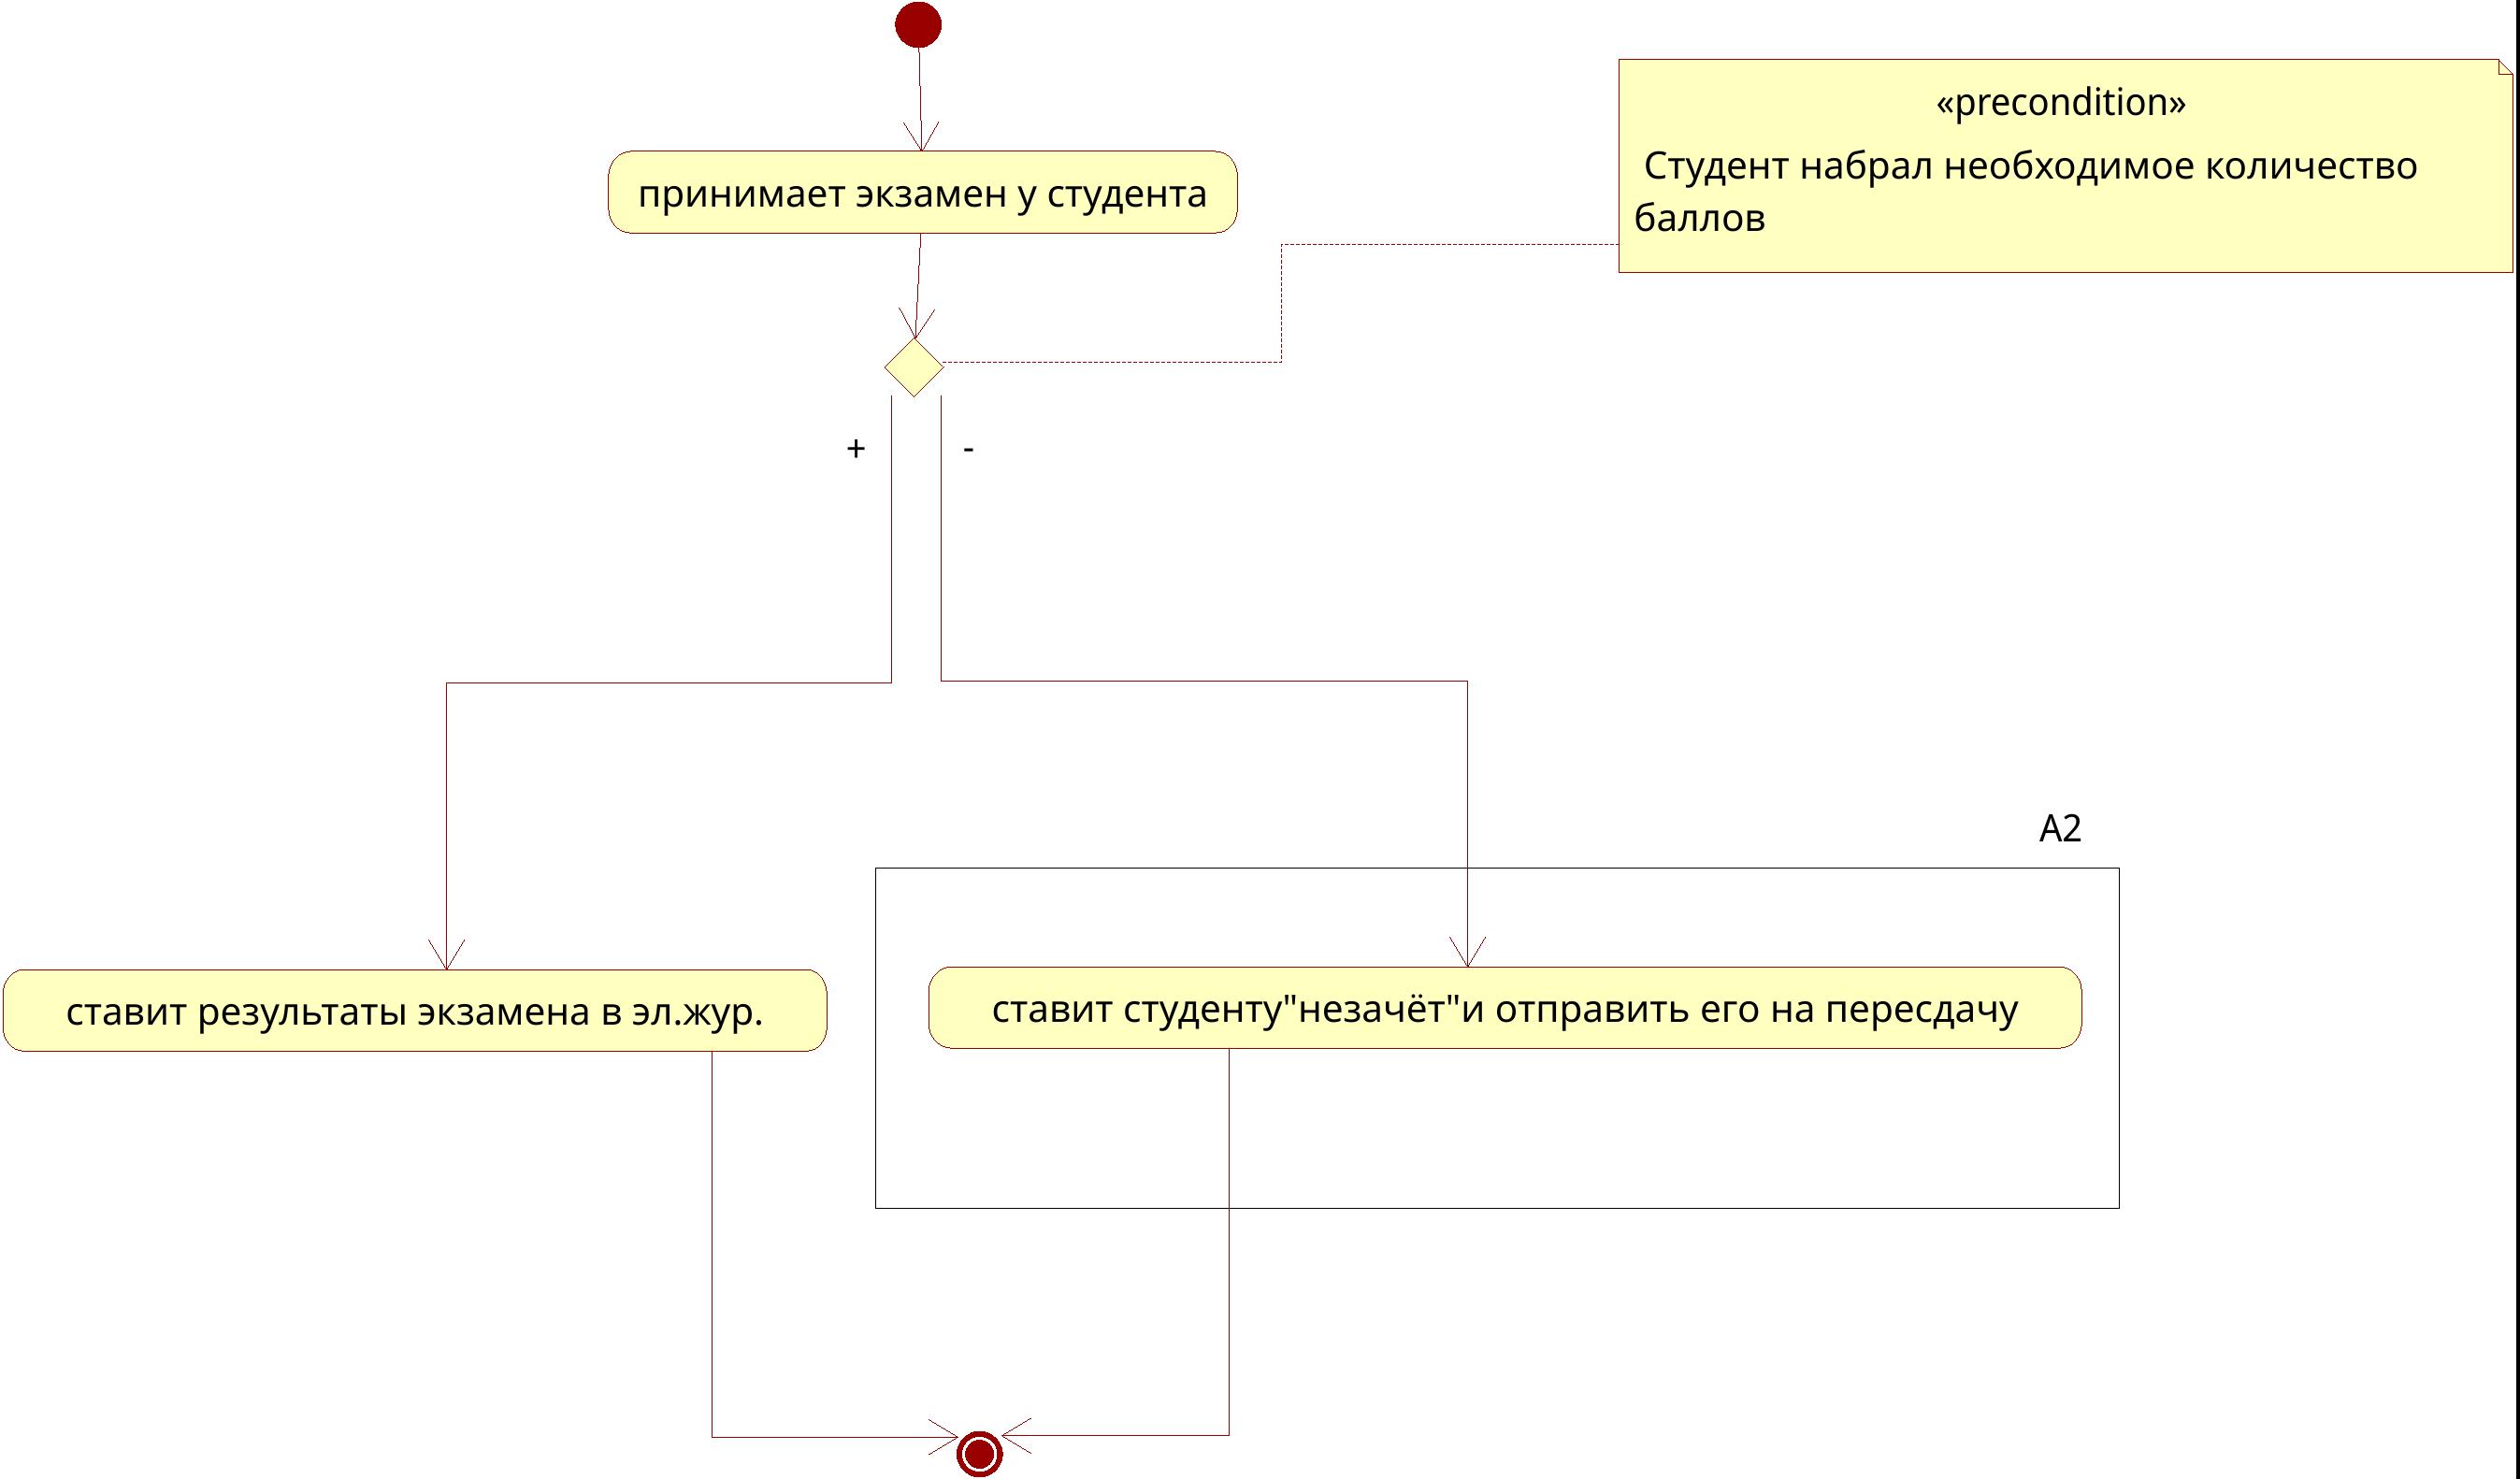 «precondition»
Студент набрал необходимое количество
баллов
принимает экзамен у студента
+ -
A2
ставит результаты экзамена в эл.жур.
ставит студенту"незачёт"и отправить его на пересдачу